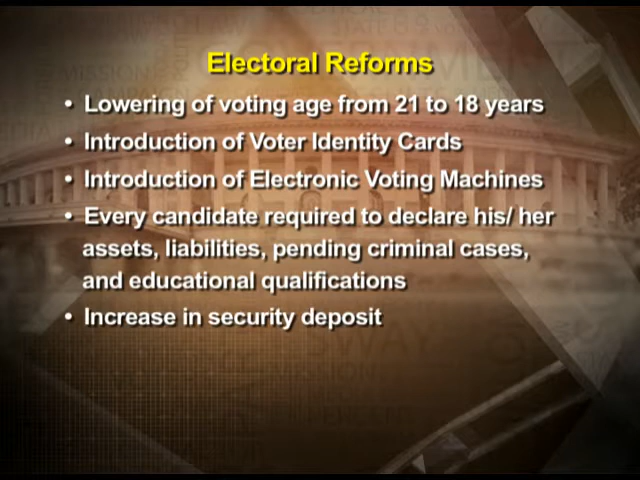 Electoral Reforms
• Lowering of voting age from 21 to 18 years
• Introduction of Voter Identity Cards
• Introduction of Electronic Voting Machines
• Every candidate required to declare his/ her
assets, liabilities, pending criminal cases,
and educational qualifications
• Increase in security deposit